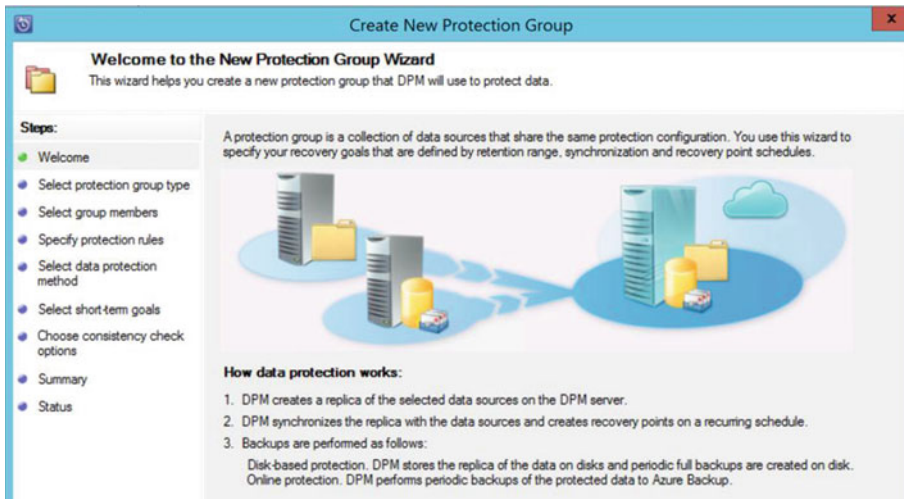 Create New Protection Group
x
Welcome to the New Protection Group Wizard
This wizard helps you create a new protection group that DPM will use to protect data.
Steps:
Welcome
Select protection group type
Select group members
Specify protection rules
Select data protection
method
Select short-term goals
Choose consistency check
options
Summary
Status
A protection group is a collection of data sources that share the same protection configuration. You use this wizard to
specify your recovery goals that are defined by retention range, synchronization and recovery point schedules.
How data protection works:
1. DPM creates a replica of the selected data sources on the DPM server.
2. DPM synchronizes the replica with the data sources and creates recovery points on a recurring schedule.
3. Backups are performed as follows:
Disk-based protection. DPM stores the replica of the data on disks and periodic full backups are created on disk.
Online protection. DPM performs periodic backups of the protected data to Azure Backup.